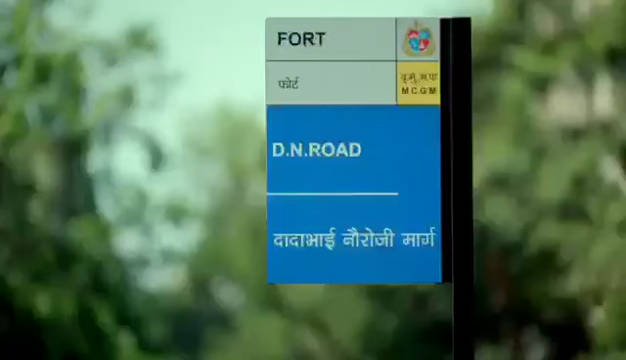 FORT
फोर्ट
बृ.मुं.म.पा
M.C.G.M
D.N.ROAD
दादाभाई नौरोजी मार्ग